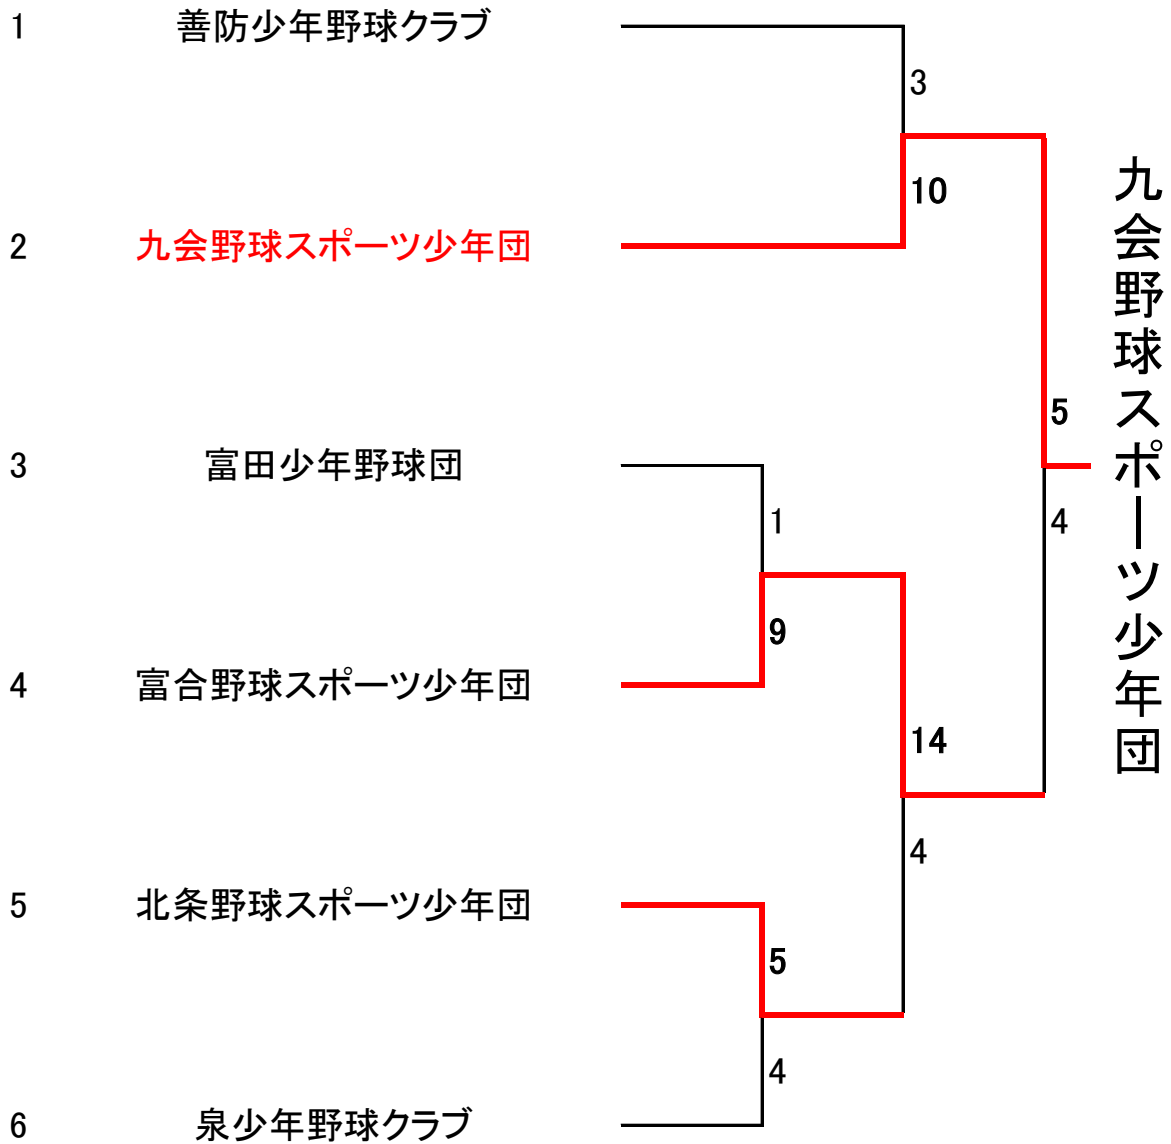 1 善防少年野球クラブ
3
10
2 九会野球スポーツ少年団
5
3 富田少年野球団
1
4
9
4 富合野球スポーツ少年団
14
4
5 北条野球スポーツ少年団
5
4
6 泉少年野球クラブ
九会野球スポーツ少年団